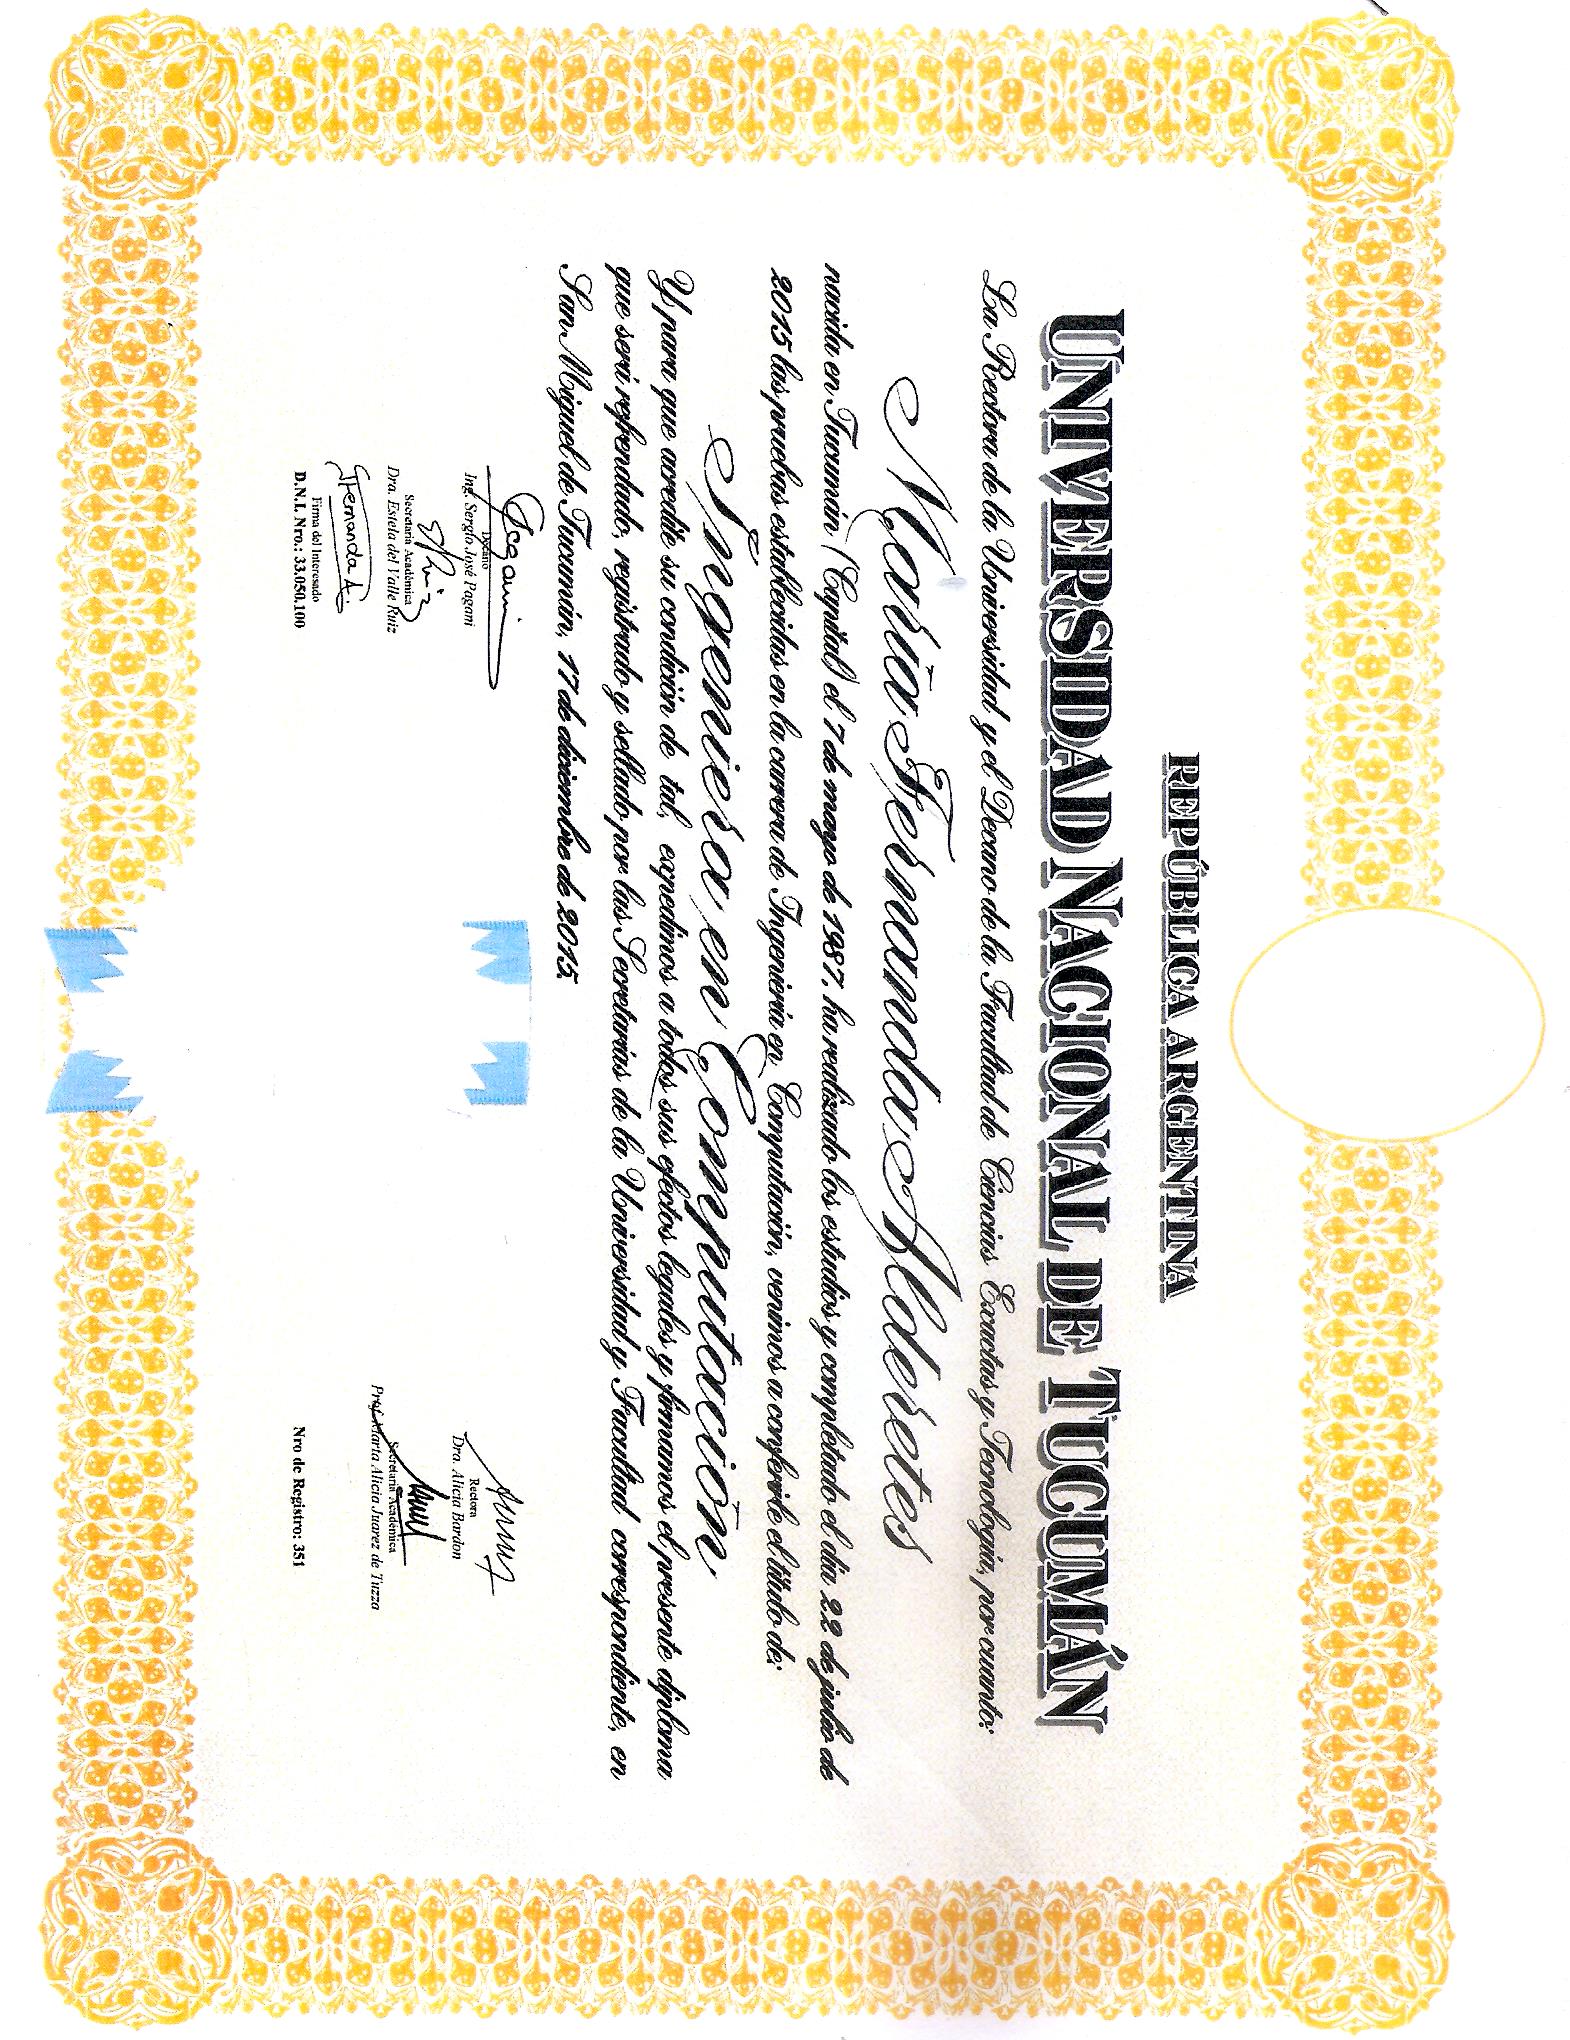 REPÚBLICA ARGENTINA
UNIVERSIDAD NACIONAL DE TUCUMÁN
La Rectora de la Universidad y el Decano de la Facultad de Ciencias Exactas y Tecnología, por cuanto:
María Fernanda Alderetes
nacida en Tucumán (Capital) el 7 de mayo de 1987, ha realizado los estudios y completado el día 22 de julio de
2015 las pruebas establecidas en la carrera de Ingeniería en Computación, venimos a conferirle el título de:
Ingeniera en Computación
Y para que acredite su condición de tal, expedimos a todos sus efectos legales y firmamos el presente diploma
que será refrendado, registrado y sellado por las Secretarías de la Universidad y Facultad correspondiente, en
San Miguel de Tucumán, 17 de diciembre de 2015.
Decano
Ing. Sergio José Pagani
Secretaria Académica
Dra. Estela del Valle Ruiz
Fernanda A.
Firma del Interesado
D.N.I. Nro.: 33.050.100
Rectora
Dra. Alicia Bardon
Secretaria Académica
Prof. Marta Alicia Juarez de Tuzza
Nro de Registro: 351